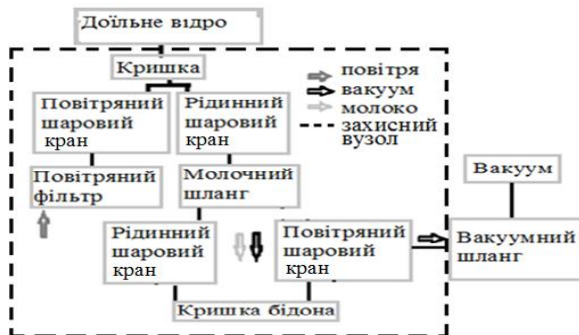 Доїльне відро
Кришка
повітря
вакуум
молоко
захисний
вузол
Повітряний
шаровий
кран
Рідинний
шаровий
кран
Повітряний
фільтр
Молочний
шланг
Вакуум
Рідинний
шаровий
кран
Повітряний
шаровий
кран
Вакуумний
шланг
Кришка бідона